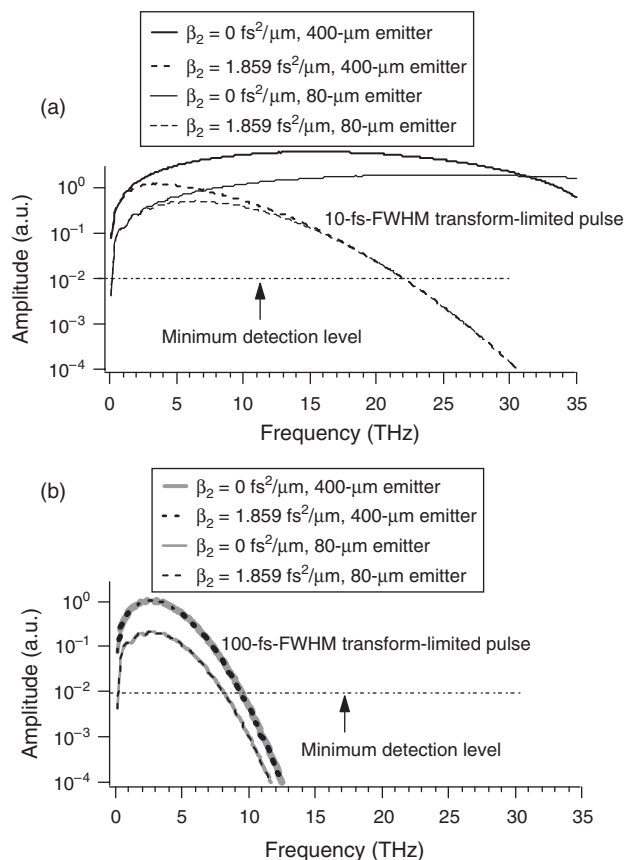 β₂ = 0 fs²/μm, 400-μm emitter
β₂ = 1.859 fs²/μm, 400-μm emitter
β₂ = 0 fs²/μm, 80-μm emitter
β₂ = 1.859 fs²/μm, 80-μm emitter
(a)
Amplitude (a.u.)
10⁰
10⁻¹
10⁻²
10⁻³
10⁻⁴
10-fs-FWHM transform-limited pulse
Minimum detection level
0 5 10 15 20 25 30 35
Frequency (THz)
(b)
β₂ = 0 fs²/μm, 400-μm emitter
β₂ = 1.859 fs²/μm, 400-μm emitter
β₂ = 0 fs²/μm, 80-μm emitter
β₂ = 1.859 fs²/μm, 80-μm emitter
Amplitude (a.u.)
10⁰
10⁻¹
10⁻²
10⁻³
10⁻⁴
100-fs-FWHM transform-limited pulse
Minimum detection level
0 5 10 15 20 25 30 35
Frequency (THz)